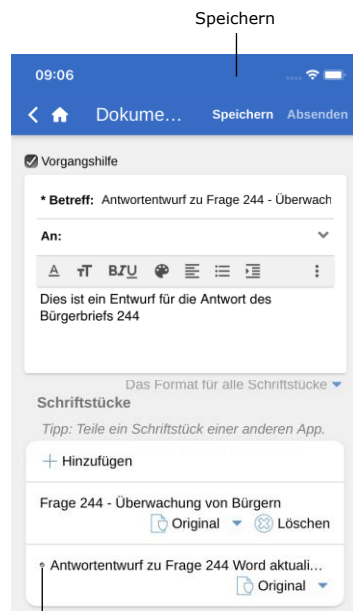 Speichern
09:06
Dokume... Speichern Absenden
Vorgangshilfe
* Betreff: Antwortentwurf zu Frage 244 - Überwach
An:
A TT BIU
Dies ist ein Entwurf für die Antwort des
Bürgerbriefs 244
Das Format für alle Schriftstücke
Schriftstücke
Tipp: Teile ein Schriftstück einer anderen App.
Hinzufügen
Frage 244 - Überwachung von Bürgern
Original Löschen
Antwortentwurf zu Frage 244 Word aktuali...
Original